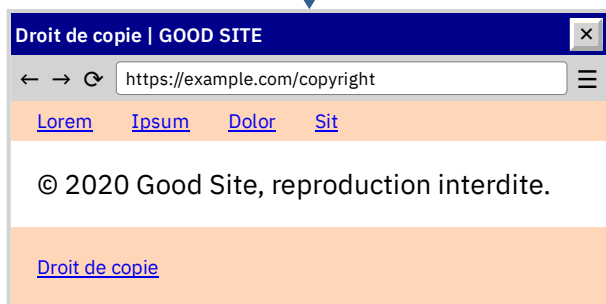 Droit de copie | GOOD SITE
https://example.com/copyright
Lorem Ipsum Dolor Sit
© 2020 Good Site, reproduction interdite.
Droit de copie